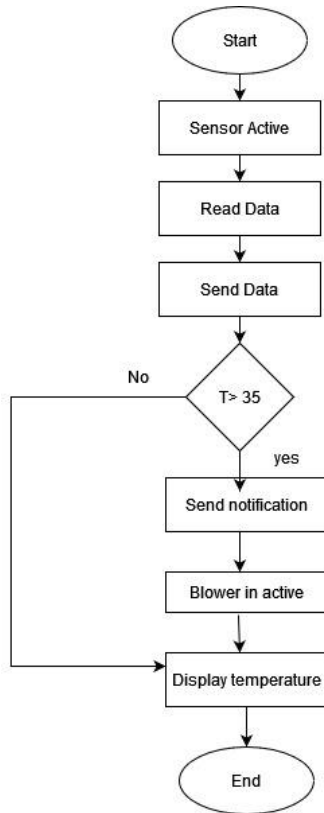 Start
Sensor Active
Read Data
Send Data
No
T> 35
yes
Send notification
Blower in active
Display temperature
End